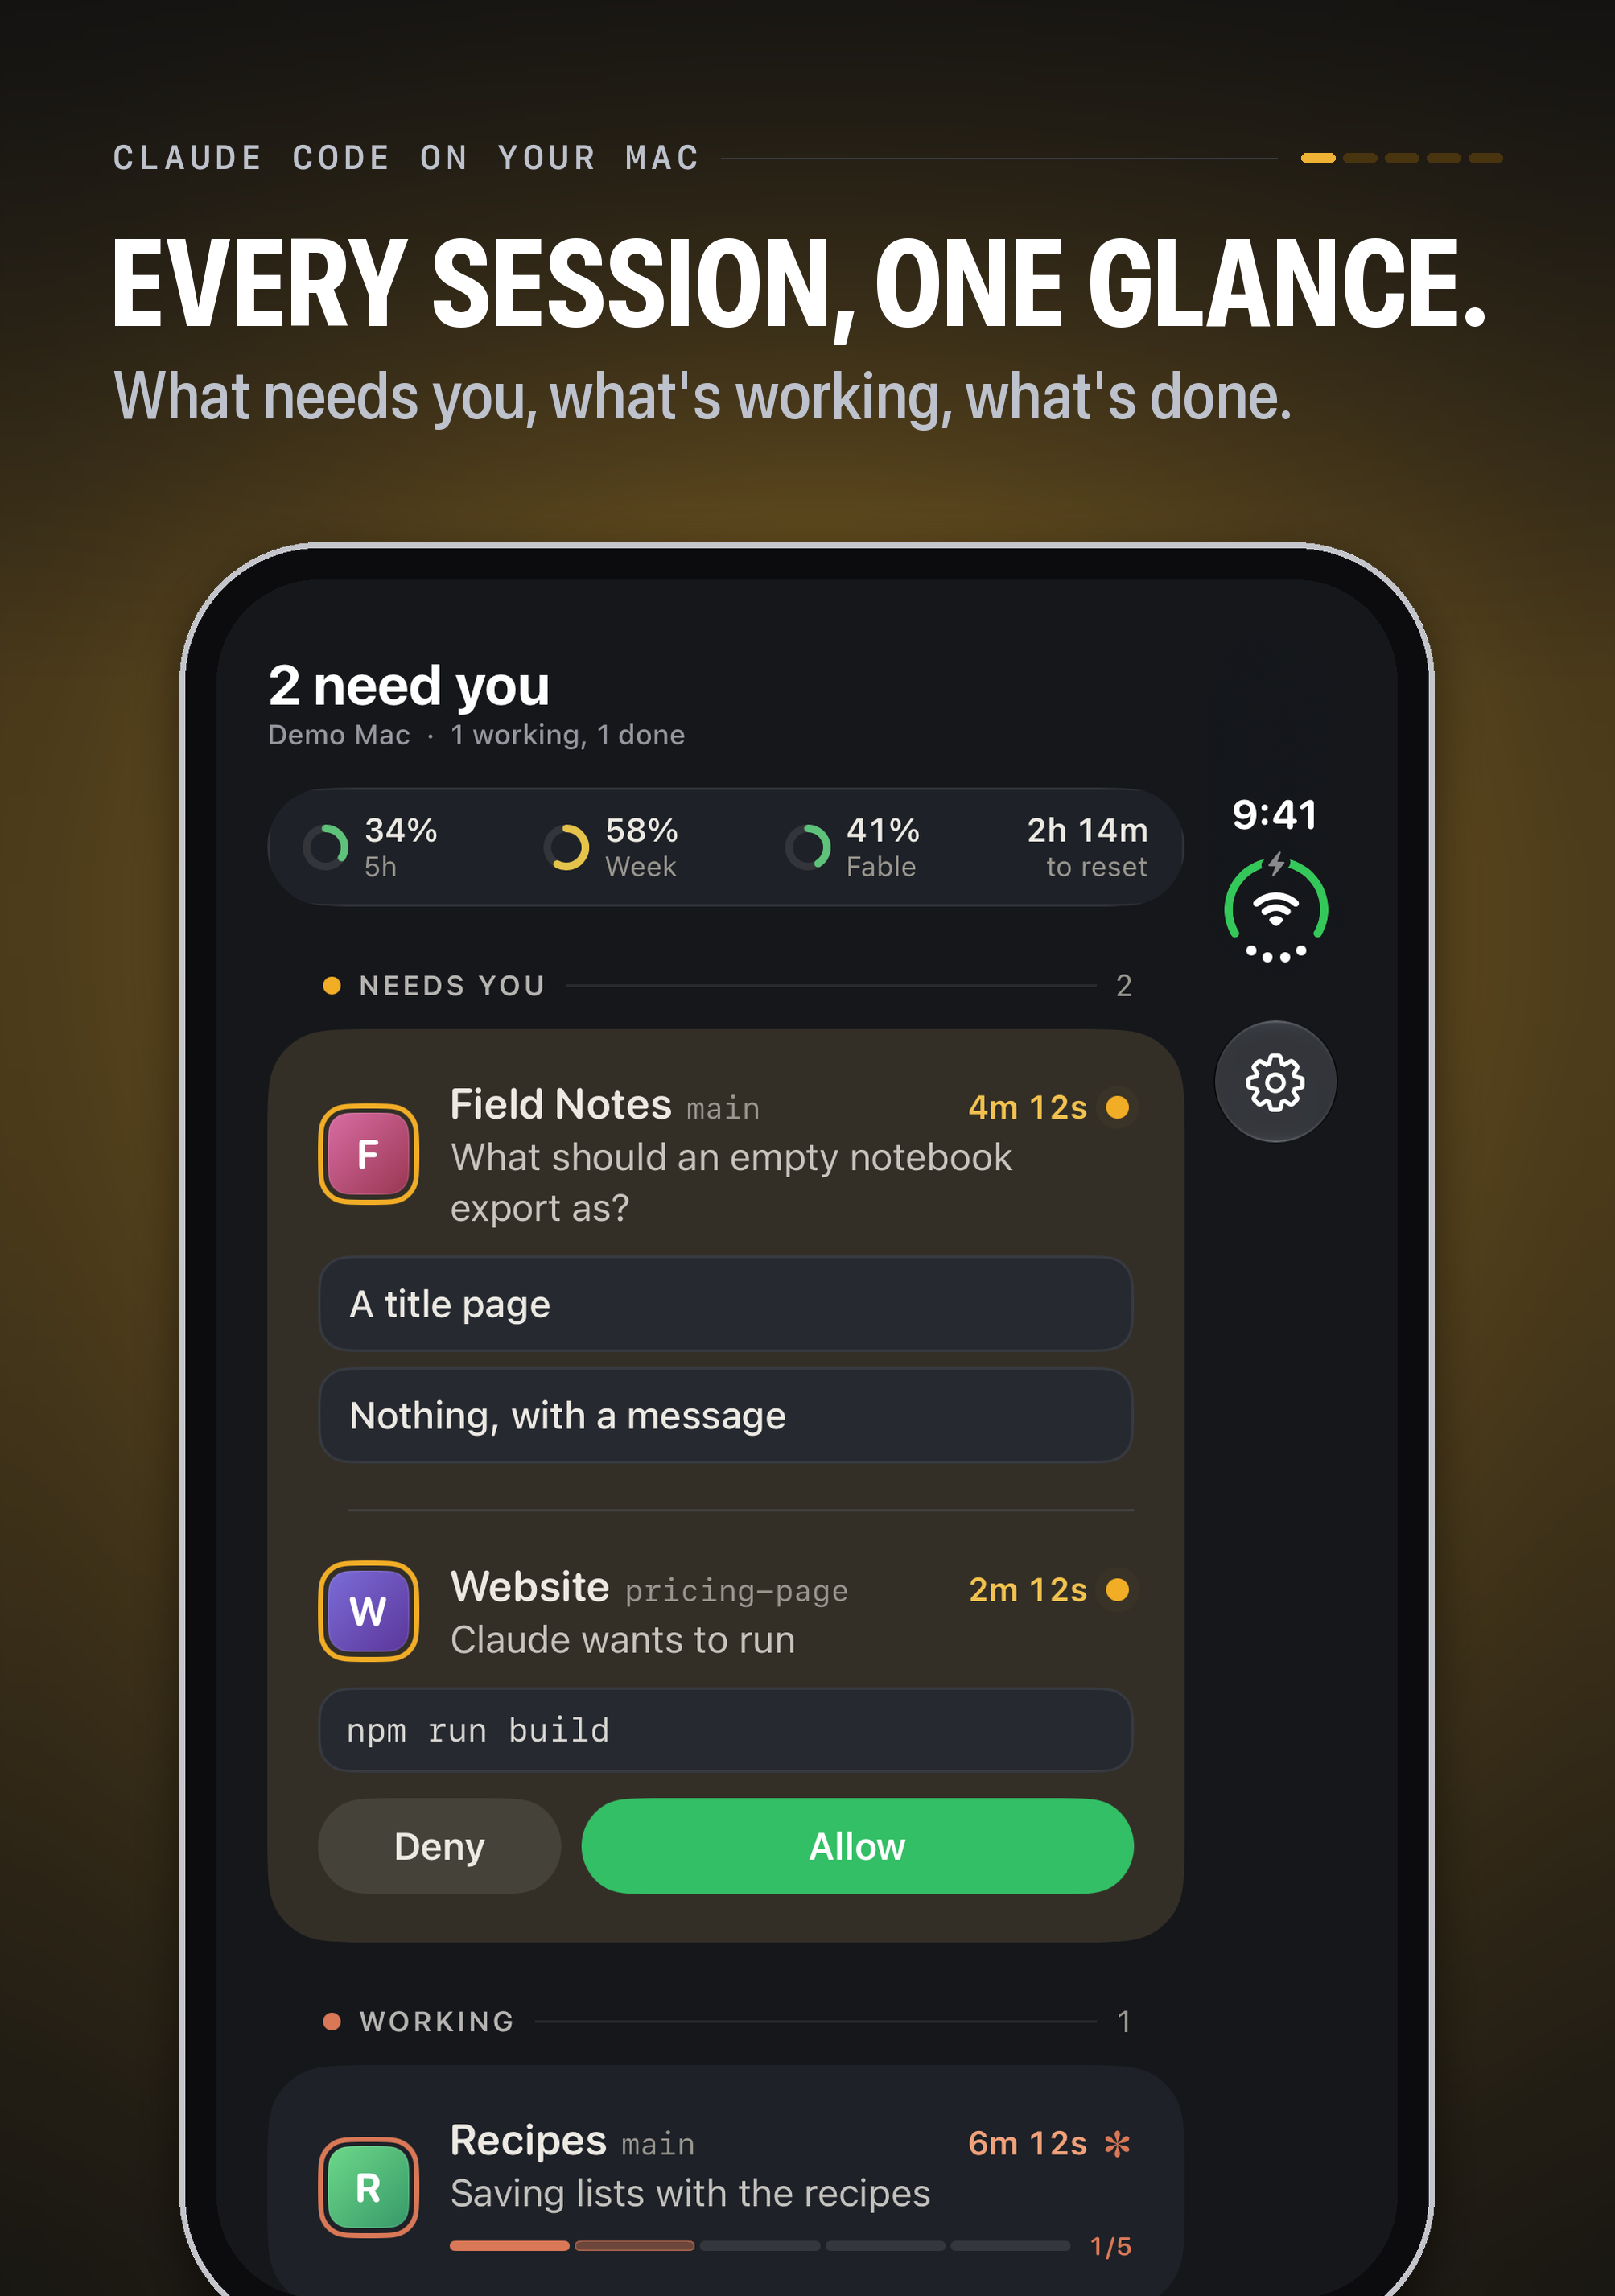 CLAUDE CODE ON YOUR MAC
EVERY SESSION, ONE GLANCE.
What needs you, what's working, what's done.
2 need you
Demo Mac · 1 working, 1 done
9:41
34%
5h
58%
Week
41%
Fable
2h 14m
to reset
NEEDS YOU
2
F
Field Notes main
4m 12s
What should an empty notebook
export as?
A title page
Nothing, with a message
W
Website pricing-page
2m 12s
Claude wants to run
npm run build
Deny
Allow
WORKING
1
R
Recipes main
6m 12s
Saving lists with the recipes
1/5